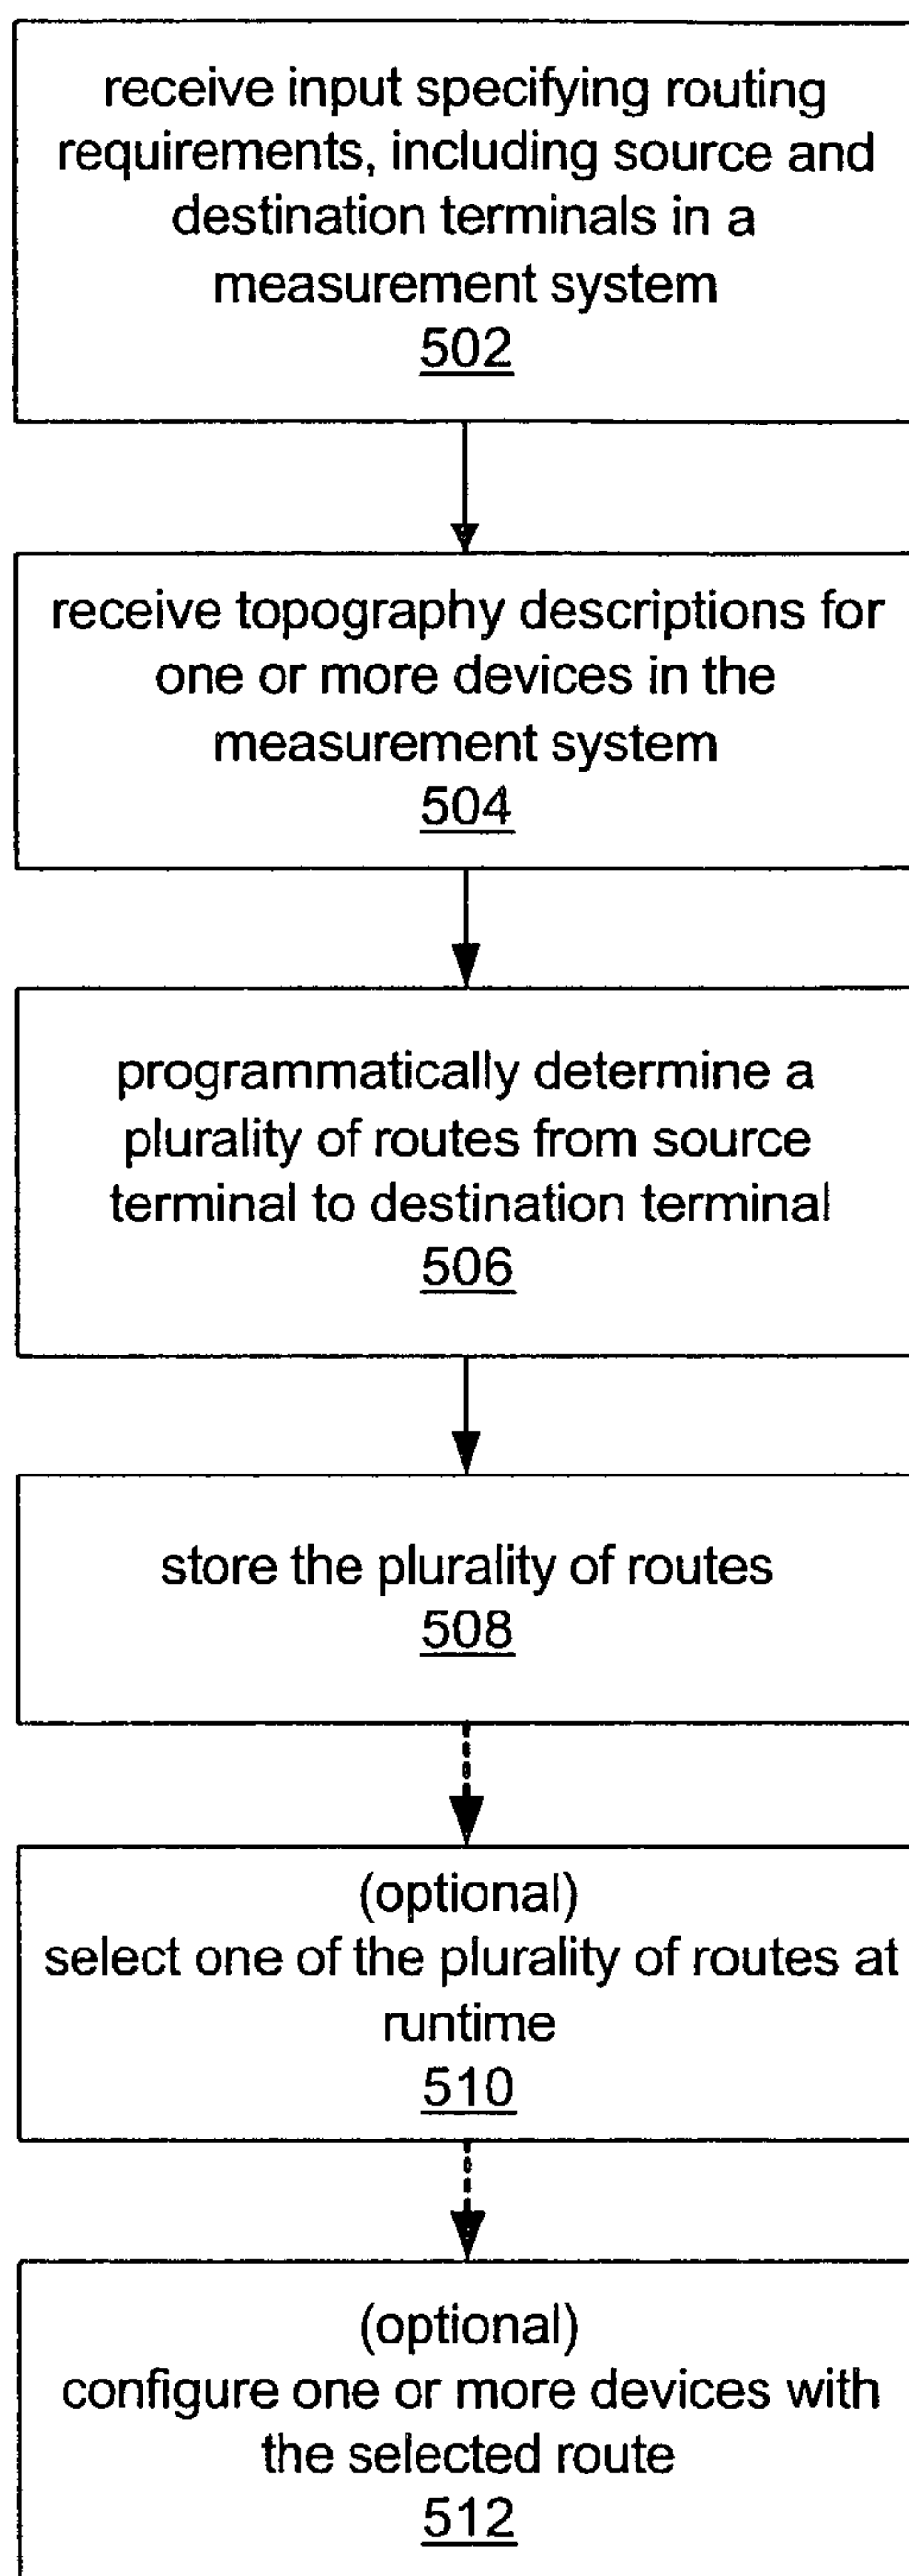 receive input specifying routing
requirements, including source and
destination terminals in a
measurement system
502
receive topography descriptions for
one or more devices in the
measurement system
504
programmatically determine a
plurality of routes from source
terminal to destination terminal
506
store the plurality of routes
508
(optional)
select one of the plurality of routes at
runtime
510
(optional)
configure one or more devices with
the selected route
512